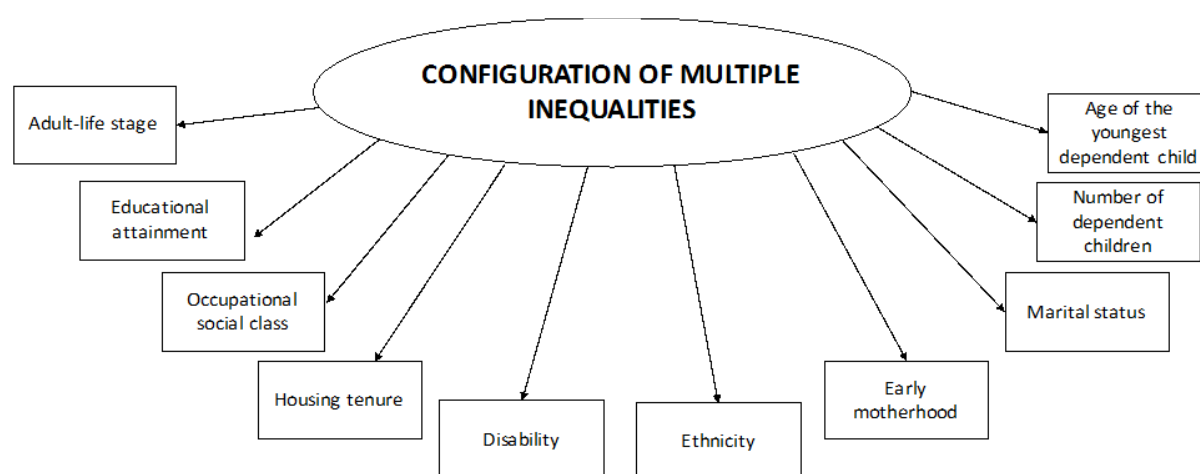 CONFIGURATION OF MULTIPLE
INEQUALITIES
Adult-life stage
Educational
attainment
Occupational
social class
Housing tenure
Disability
Ethnicity
Early
motherhood
Marital status
Number of
dependent
children
Age of the
youngest
dependent child